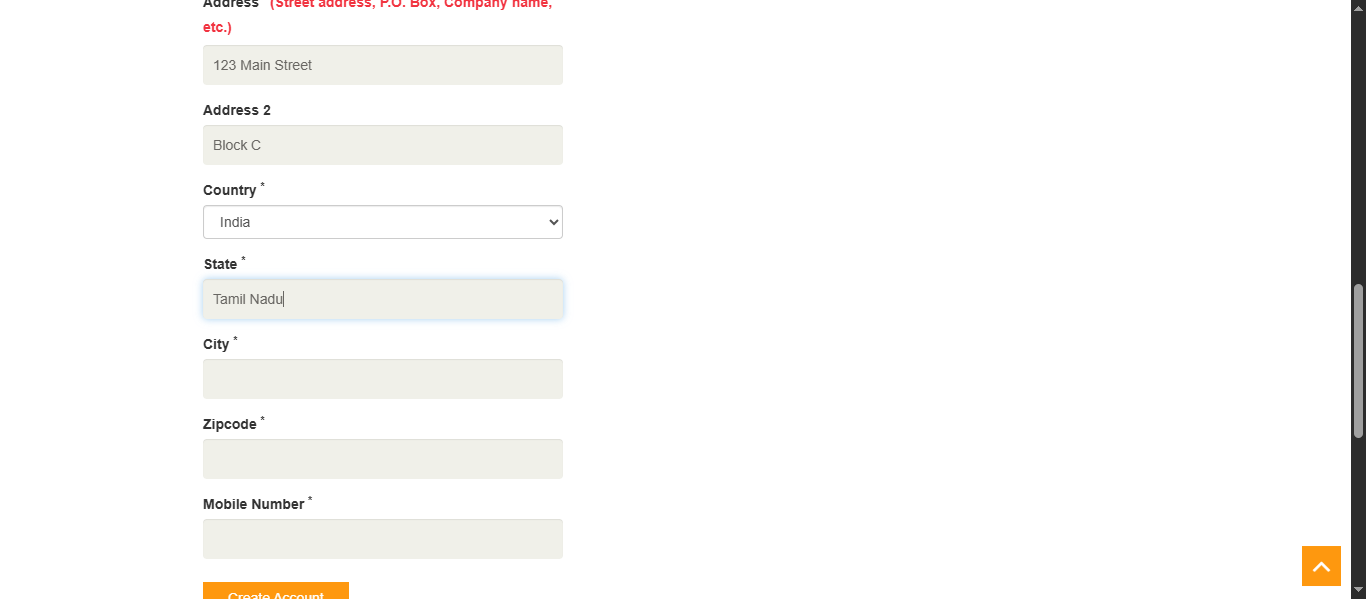 Address * (Street address, P.O. Box, Company name,
etc.)
123 Main Street
Address 2
Block C
Country *
India
State *
Tamil Nadu
City *
Zipcode *
Mobile Number *
Create Account